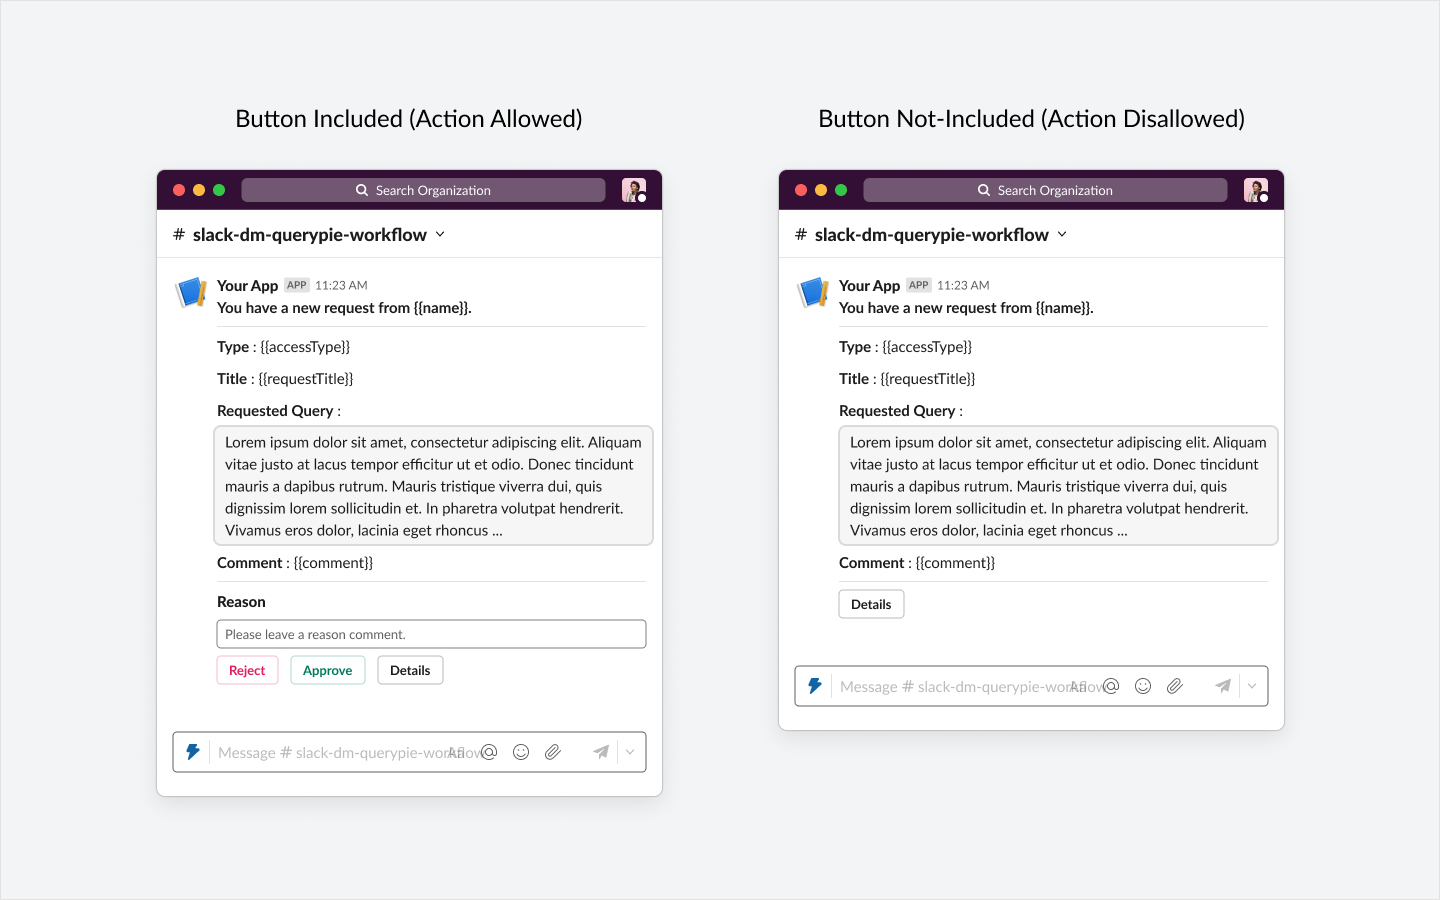 Button Included (Action Allowed)
Search Organization
# slack-dm-querypie-workflow
Your App APP 11:23 AM
You have a new request from {{name}}.
Type : {{accessType}}
Title : {{requestTitle}}
Requested Query :
Lorem ipsum dolor sit amet, consectetur adipiscing elit. Aliquam
vitae justo at lacus tempor efficitur ut et odio. Donec tincidunt
mauris a dapibus rutrum. Mauris tristique viverra dui, quis
dignissim lorem sollicitudin et. In pharetra volutpat hendrerit.
Vivamus eros dolor, lacinia eget rhoncus ...
Comment : {{comment}}
Reason
Please leave a reason comment.
Reject Approve Details
Message # slack-dm-querypie-workflow Aa
Button Not-Included (Action Disallowed)
Search Organization
# slack-dm-querypie-workflow
Your App APP 11:23 AM
You have a new request from {{name}}.
Type : {{accessType}}
Title : {{requestTitle}}
Requested Query :
Lorem ipsum dolor sit amet, consectetur adipiscing elit. Aliquam
vitae justo at lacus tempor efficitur ut et odio. Donec tincidunt
mauris a dapibus rutrum. Mauris tristique viverra dui, quis
dignissim lorem sollicitudin et. In pharetra volutpat hendrerit.
Vivamus eros dolor, lacinia eget rhoncus ...
Comment : {{comment}}
Details
Message # slack-dm-querypie-workflow Aa